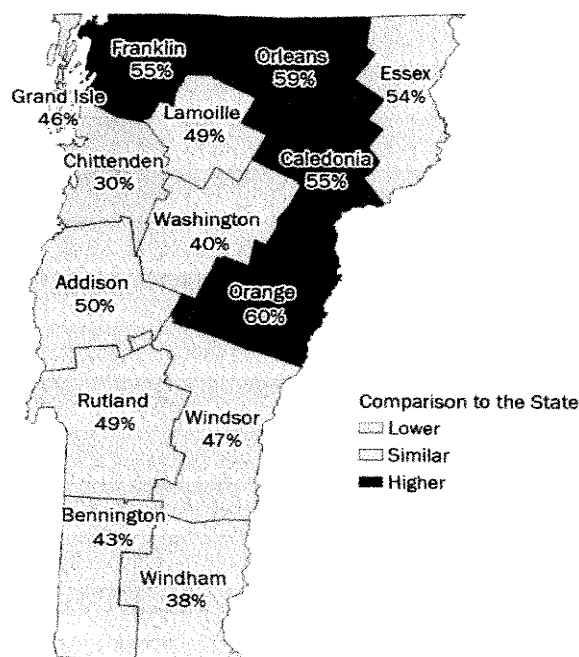 Franklin
55%
Orleans
59%
Essex
54%
Grand Isle
46%
Lamoille
49%
Chittenden
30%
Caledonia
55%
Washington
40%
Addison
50%
Orange
60%
Rutland
49%
Windsor
47%
Bennington
43%
Windham
38%
Comparison to the State
Lower
Similar
Higher